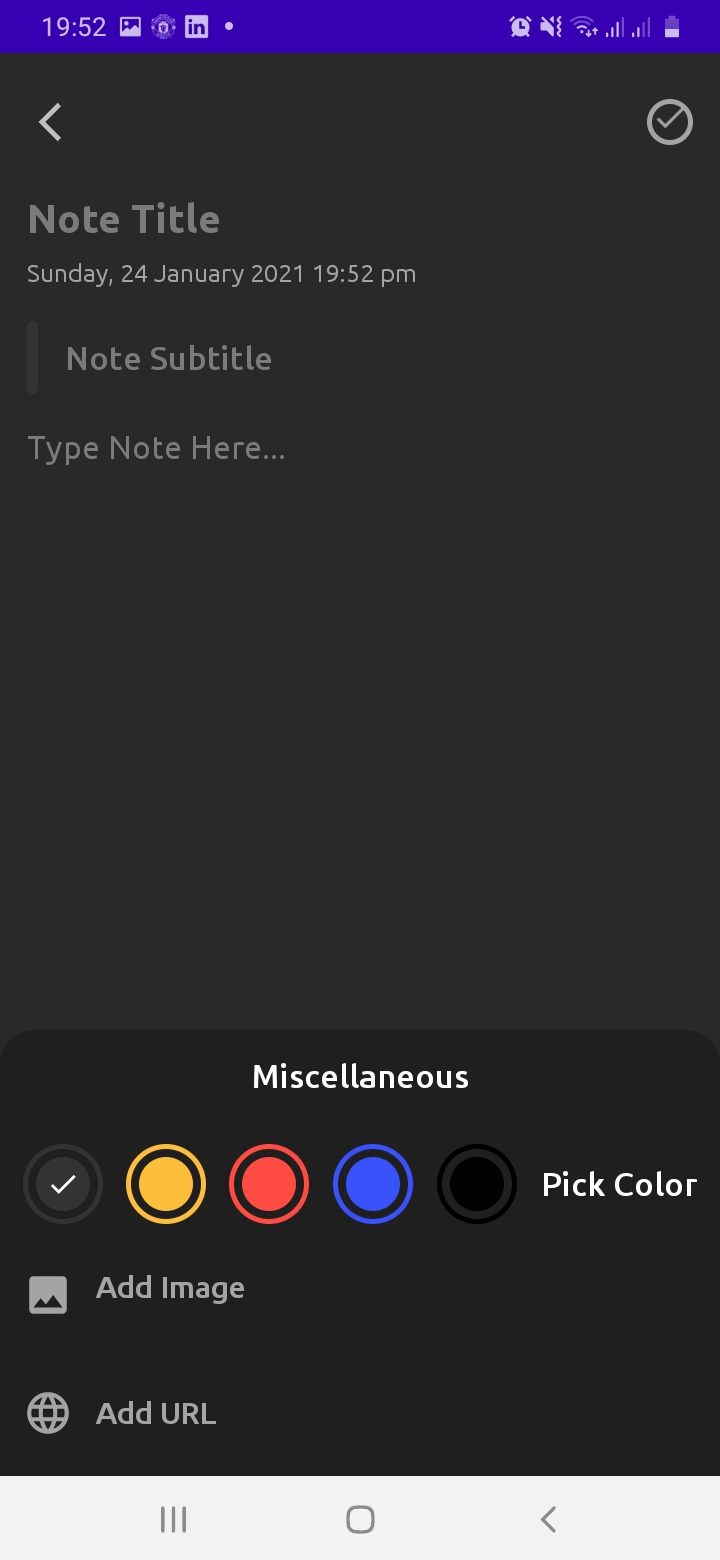 19:52
Note Title
Sunday, 24 January 2021 19:52 pm
Note Subtitle
Type Note Here...
Miscellaneous
Pick Color
Add Image
Add URL